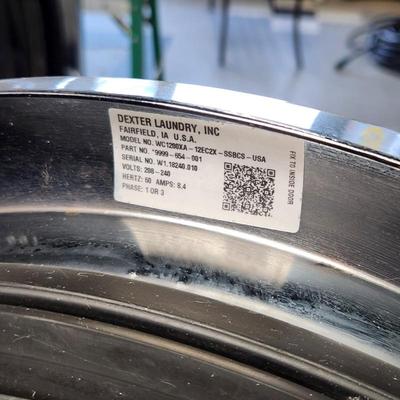 DEXTER LAUNDRY, INC
FAIRFIELD, IA U.S.A.
MODEL NO. WC1200XA-12EC2X-SSBCS-USA
PART NO. *9999-654-001
SERIAL NO. W1.18240.010
VOLTS: 208-240
HERTZ: 60 AMPS: 8.4
PHASE: 1 OR 3
FIX TO INSIDE DOOR